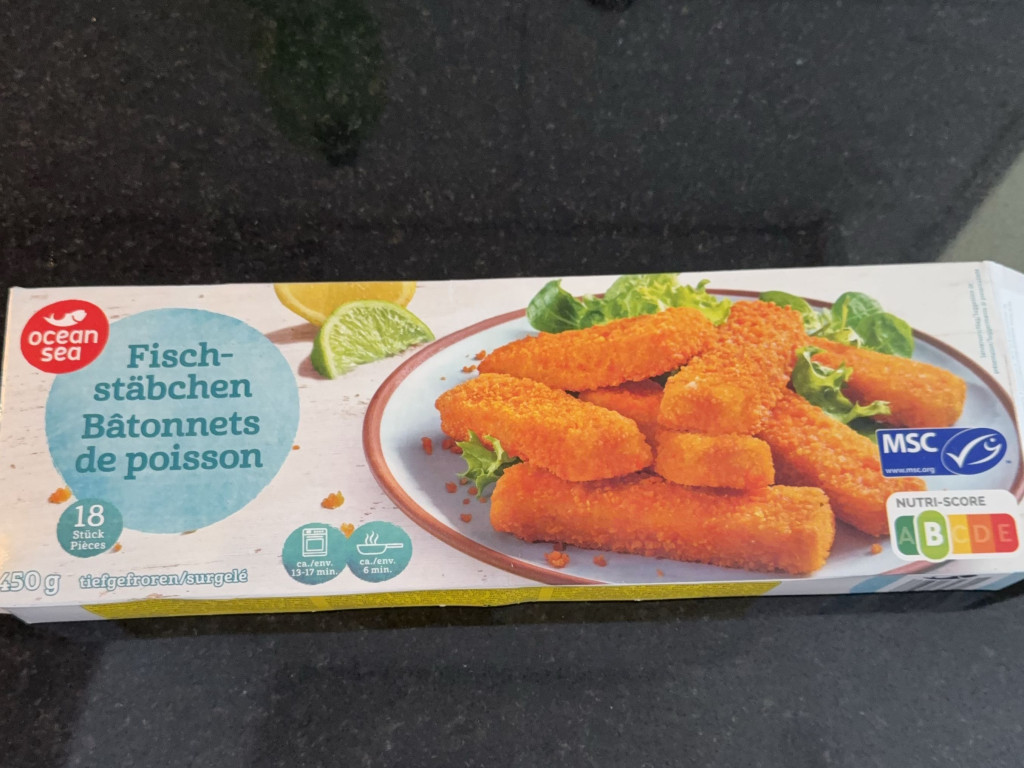 ocean
sea
Fisch-
stäbchen
Bâtonnets
de poisson
18
Stück
Pièces
450 g tiefgefroren/surgelé
ca./env.
13-17 min.
ca./env.
6 min.
MSC
www.msc.org
NUTRI-SCORE
A B C D E